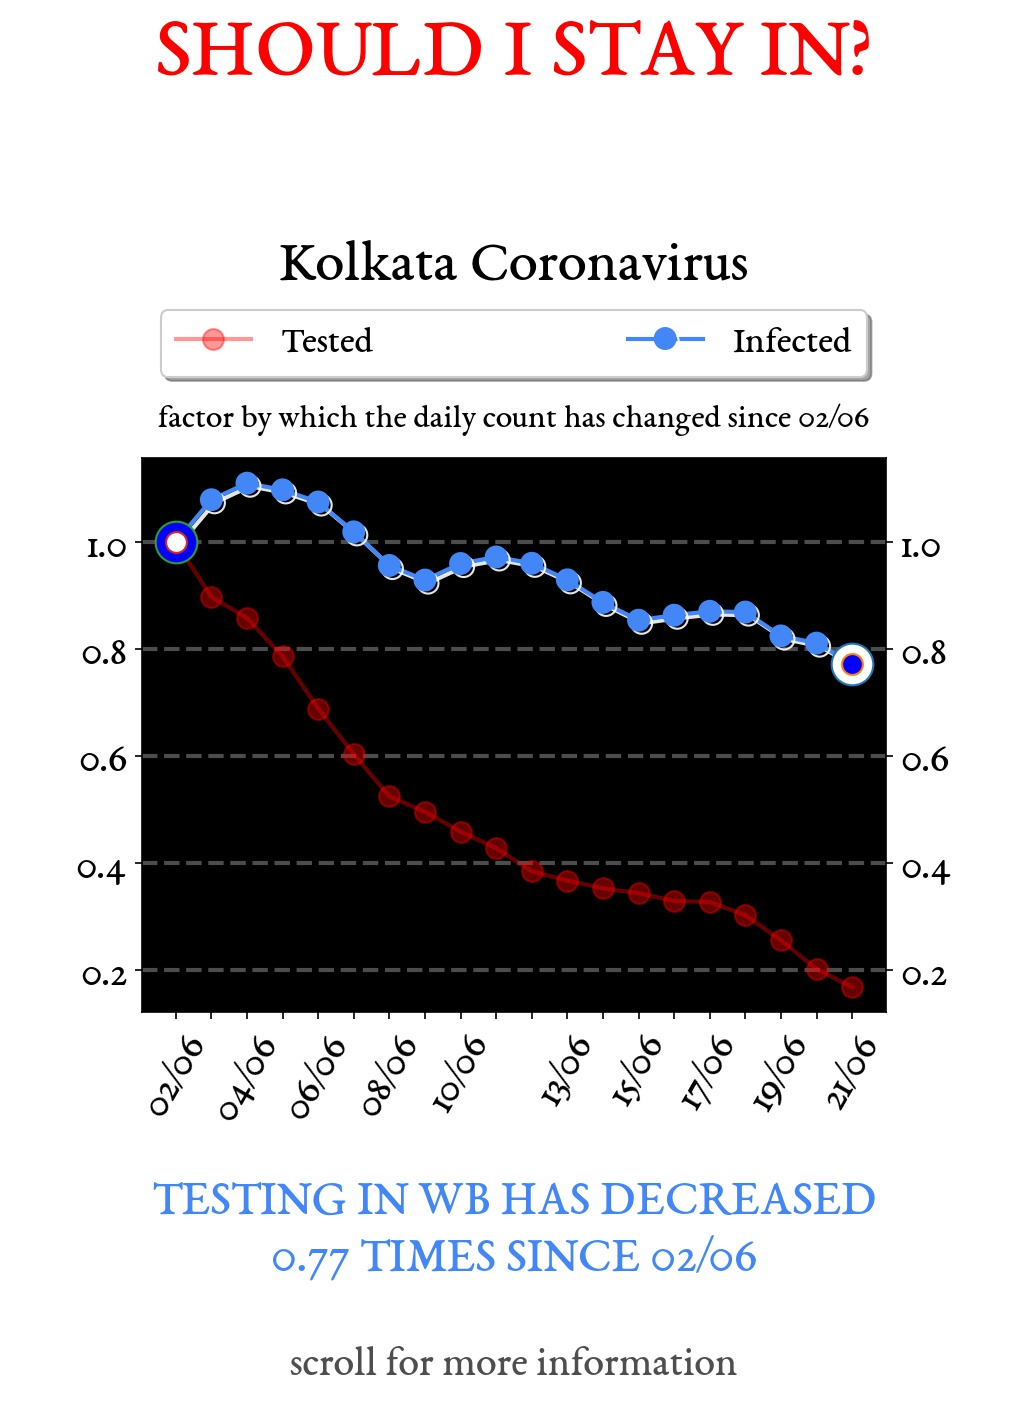 SHOULD I STAY IN?
Kolkata Coronavirus
Tested Infected
factor by which the daily count has changed since 02/06
1.0 1.0
0.8 0.8
0.6 0.6
0.4 0.4
0.2 0.2
02/06 04/06 06/06 08/06 10/06 13/06 15/06 17/06 19/06 21/06
TESTING IN WB HAS DECREASED
0.77 TIMES SINCE 02/06
scroll for more information